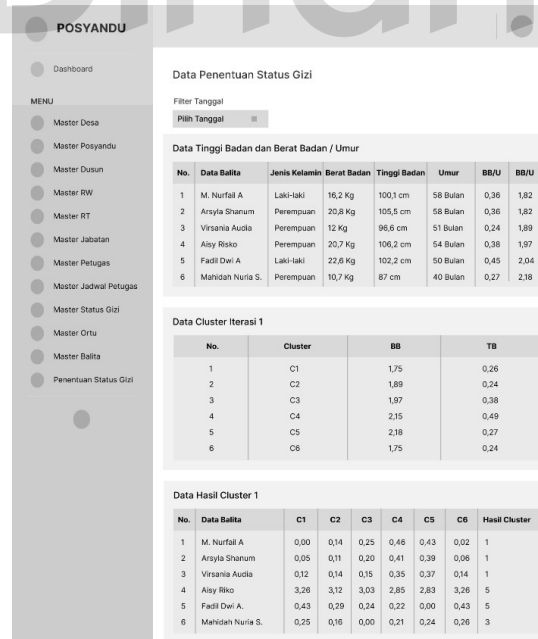 POSYANDU
Dashboard
MENU
Master Desa
Master Posyandu
Master Dusun
Master RW
Master RT
Master Jabatan
Master Petugas
Master Jadwal Petugas
Master Status Gizi
Master Ortu
Master Balita
Penentuan Status Gizi
Data Penentuan Status Gizi
Filter Tanggal
Pilih Tanggal
Data Tinggi Badan dan Berat Badan / Umur
No. Data Balita Jenis Kelamin Berat Badan Tinggi Badan Umur BB/U BB/U
1 M. Nurfail A Laki-laki 16,2 Kg 100,1 cm 58 Bulan 0,36 1,82
2 Arsyla Shanum Perempuan 20,8 Kg 105,5 cm 58 Bulan 0,36 1,82
3 Virsania Audia Perempuan 12 Kg 96,6 cm 51 Bulan 0,24 1,89
4 Aisy Risko Perempuan 20,7 Kg 106,2 cm 54 Bulan 0,38 1,97
5 Fadil Dwi A Laki-laki 22,6 Kg 102,2 cm 50 Bulan 0,45 2,04
6 Mahidah Nuria S. Perempuan 10,7 Kg 87 cm 40 Bulan 0,27 2,18
Data Cluster Iterasi 1
No. Cluster BB TB
1 C1 1,75 0,26
2 C2 1,89 0,24
3 C3 1,97 0,38
4 C4 2,15 0,49
5 C5 2,18 0,27
6 C6 1,75 0,24
Data Hasil Cluster 1
No. Data Balita C1 C2 C3 C4 C5 C6 Hasil Cluster
1 M. Nurfail A 0,00 0,14 0,25 0,46 0,43 0,02 1
2 Arsyla Shanum 0,05 0,11 0,20 0,41 0,39 0,06 1
3 Virsania Audia 0,12 0,14 0,15 0,35 0,37 0,14 1
4 Aisy Riko 3,26 3,12 3,03 2,85 2,83 3,26 5
5 Fadil Dwi A. 0,43 0,29 0,24 0,22 0,00 0,43 5
6 Mahidah Nuria S. 0,25 0,16 0,00 0,21 0,24 0,26 3